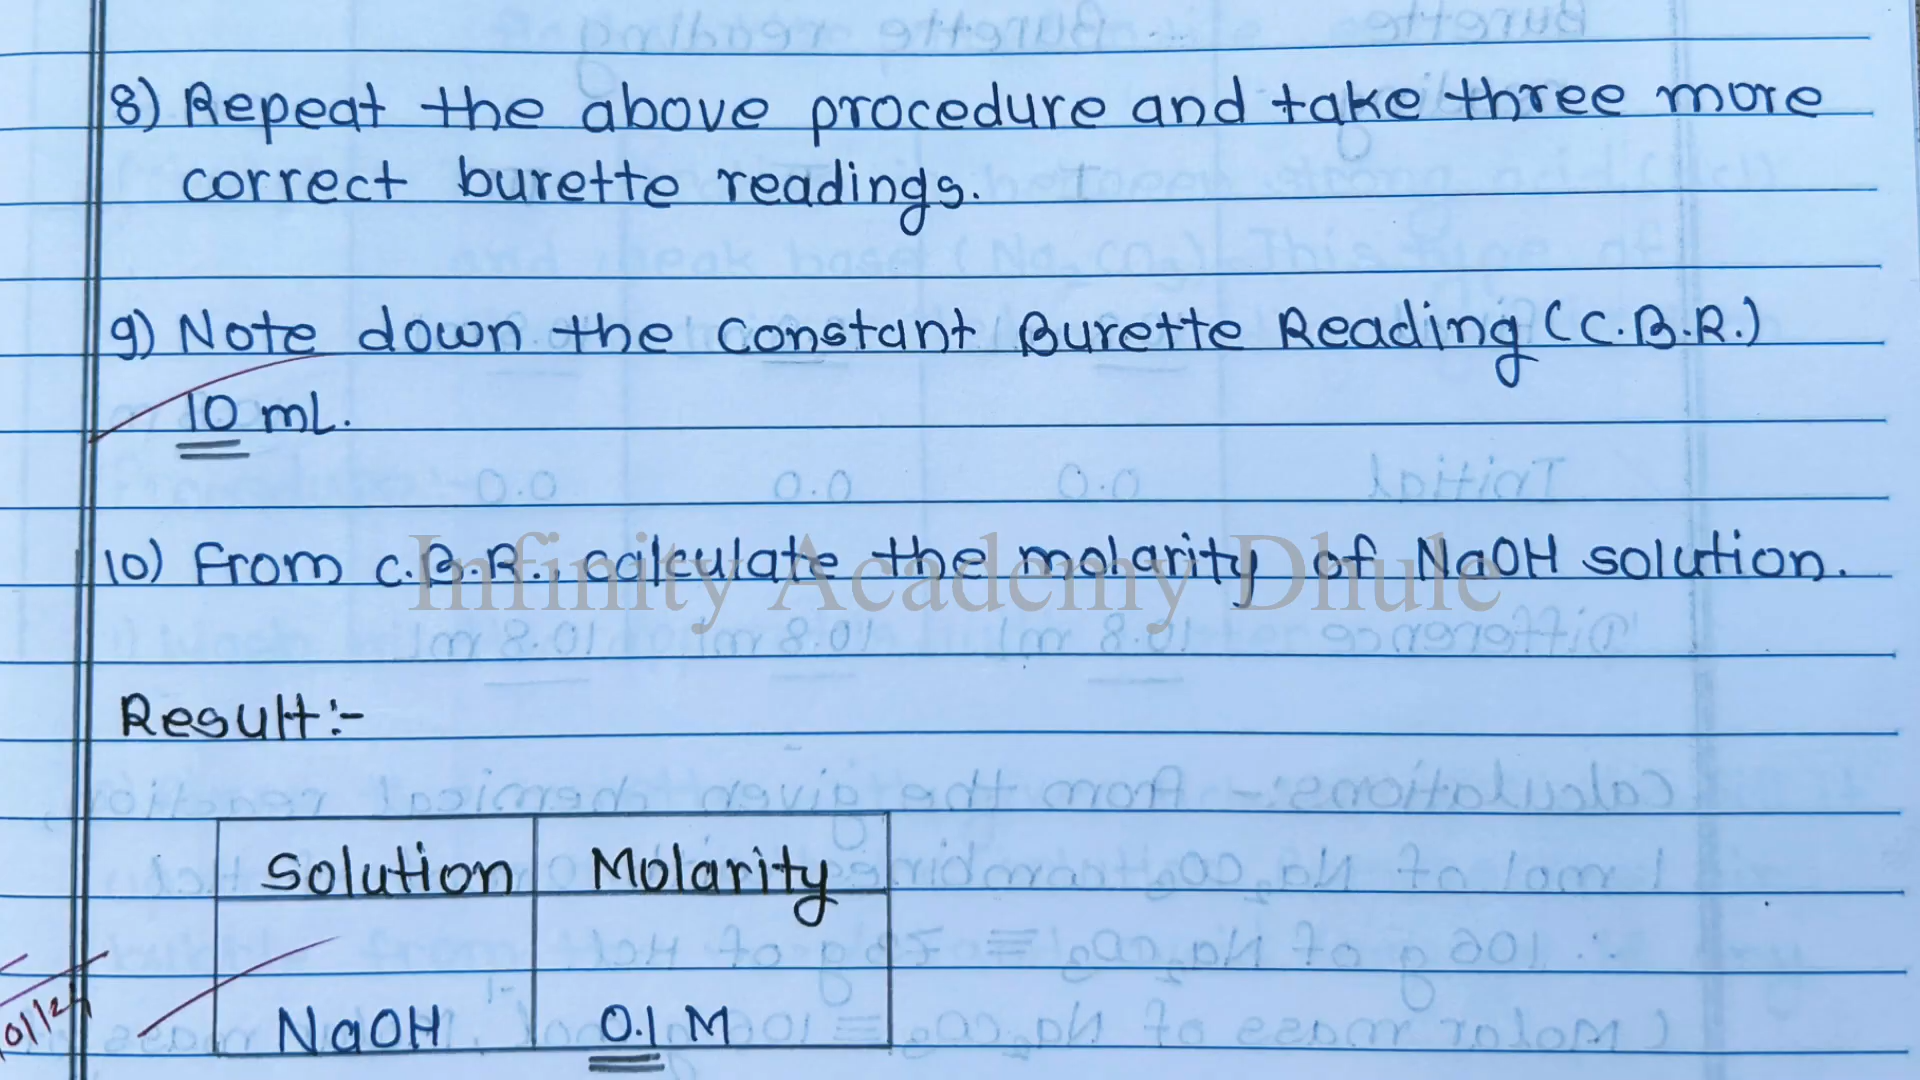 8) Repeat the above procedure and take three more
correct burette readings.
9) Note down the constant Burette Reading (C.B.R.)
10 mL.
10) From C.B.R., calculate the molarity of NaOH solution.
Infinity Academy Dhule
Result:-
Solution Molarity
NaOH 0.1 M